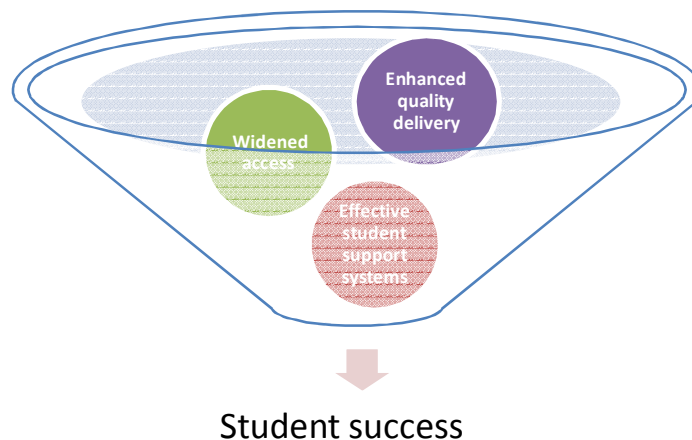 Enhanced
quality
delivery
Widened
access
Effective
student
support
systems
Student success